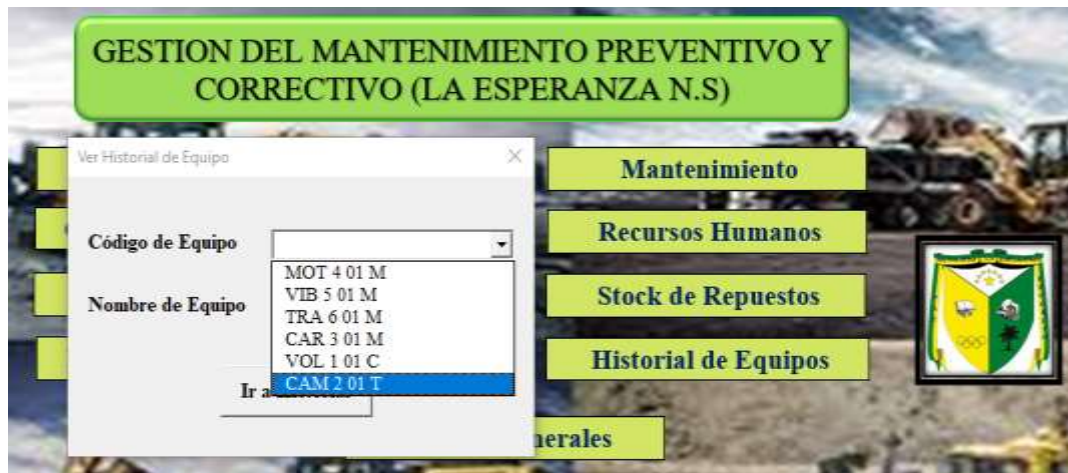 GESTION DEL MANTENIMIENTO PREVENTIVO Y
CORRECTIVO (LA ESPERANZA N.S)
Ver Historial de Equipo
Código de Equipo
MOT 4 01 M
VIB 5 01 M
TRA 6 01 M
CAR 3 01 M
VOL 1 01 C
CAM 2 01 T
Nombre de Equipo
Ir a
Mantenimiento
Recursos Humanos
Stock de Repuestos
Historial de Equipos
nerales